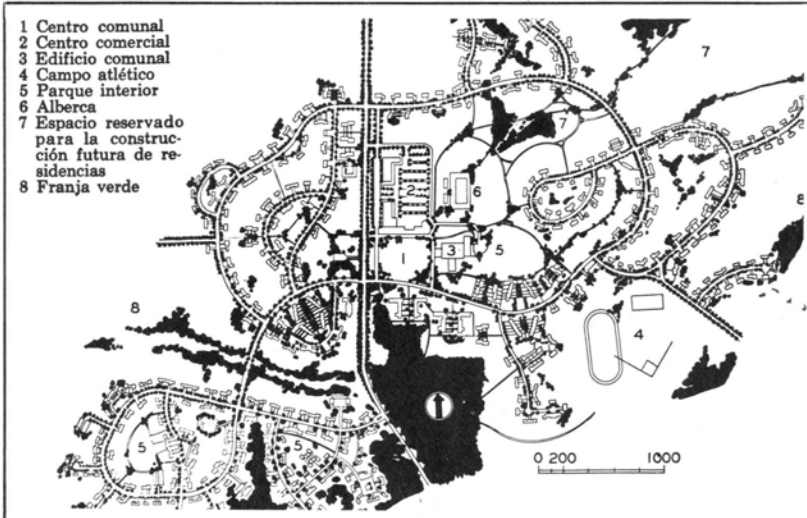 1 Centro comunal
2 Centro comercial
3 Edificio comunal
4 Campo atlético
5 Parque interior
6 Alberca
7 Espacio reservado
para la construc-
ción futura de re-
sidencias
8 Franja verde
7
7
2
6
8
1
3
5
8
4
5
5
0 200 1000